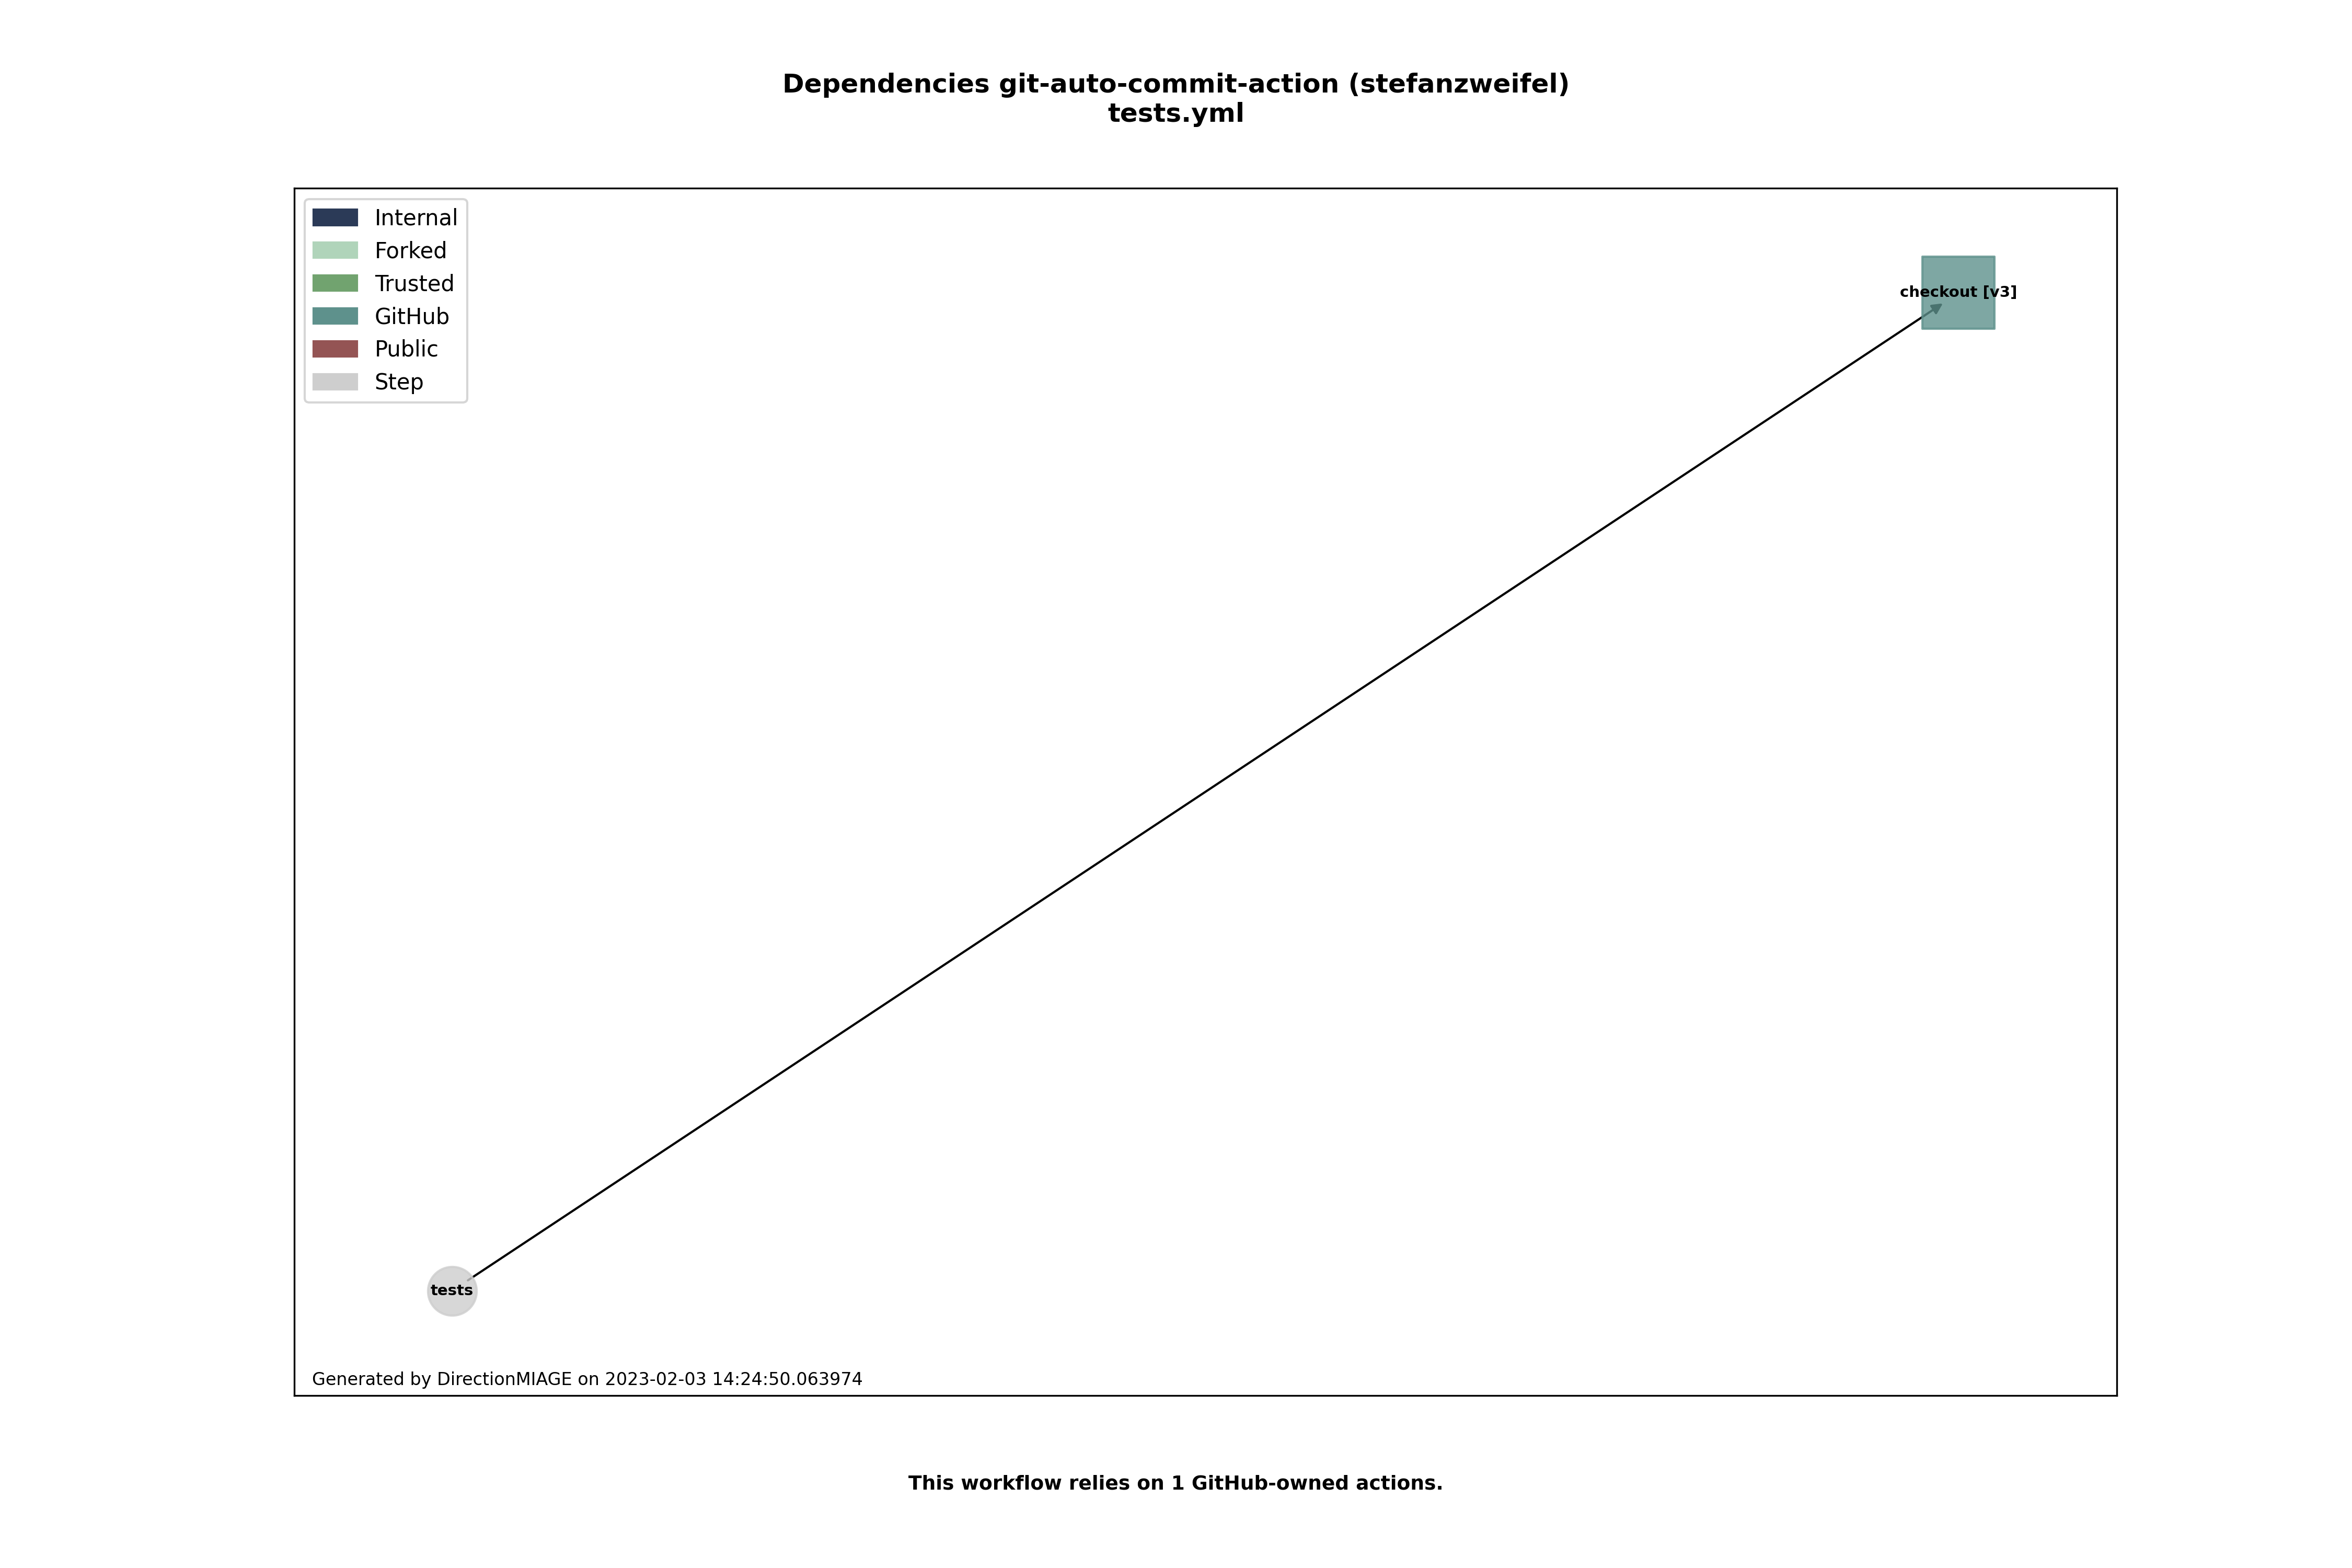 Dependencies git-auto-commit-action (stefanzweifel)
tests.yml
Internal
Forked
Trusted
GitHub
Public
Step
checkout [v3]
tests
Generated by DirectionMIAGE on 2023-02-03 14:24:50.063974
This workflow relies on 1 GitHub-owned actions.